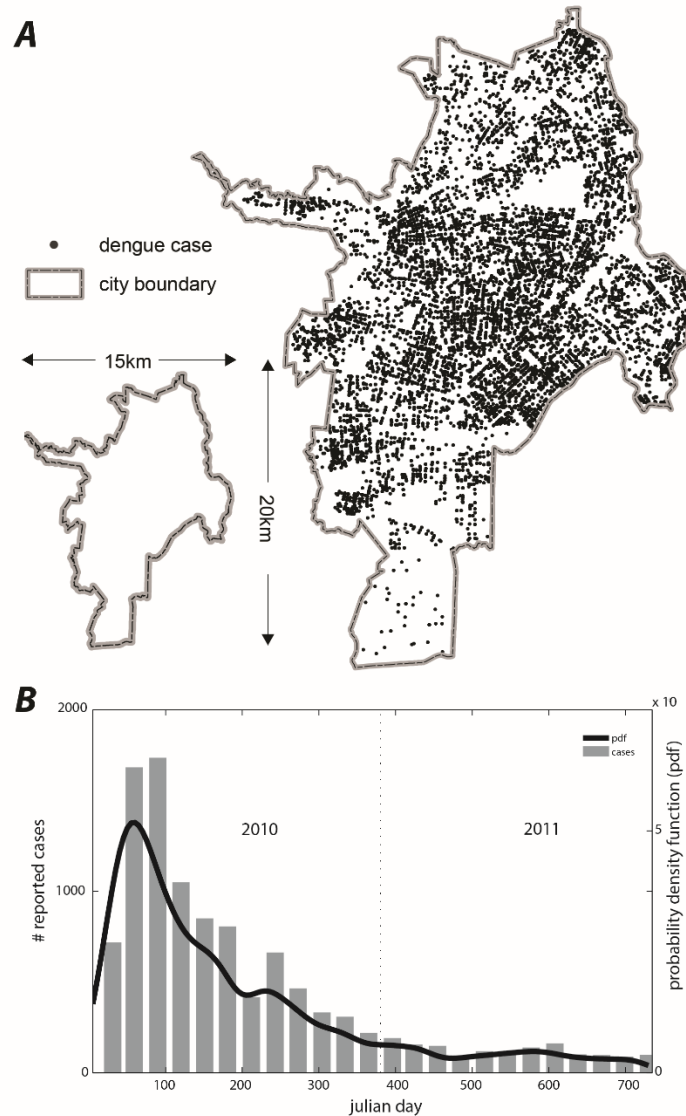 A
dengue case
city boundary
15km
20km
B
x 10
2000
1000
0
# reported cases
pdf
cases
2010
2011
5
0
probability density function (pdf)
100 200 300 400 500 600 700
julian day